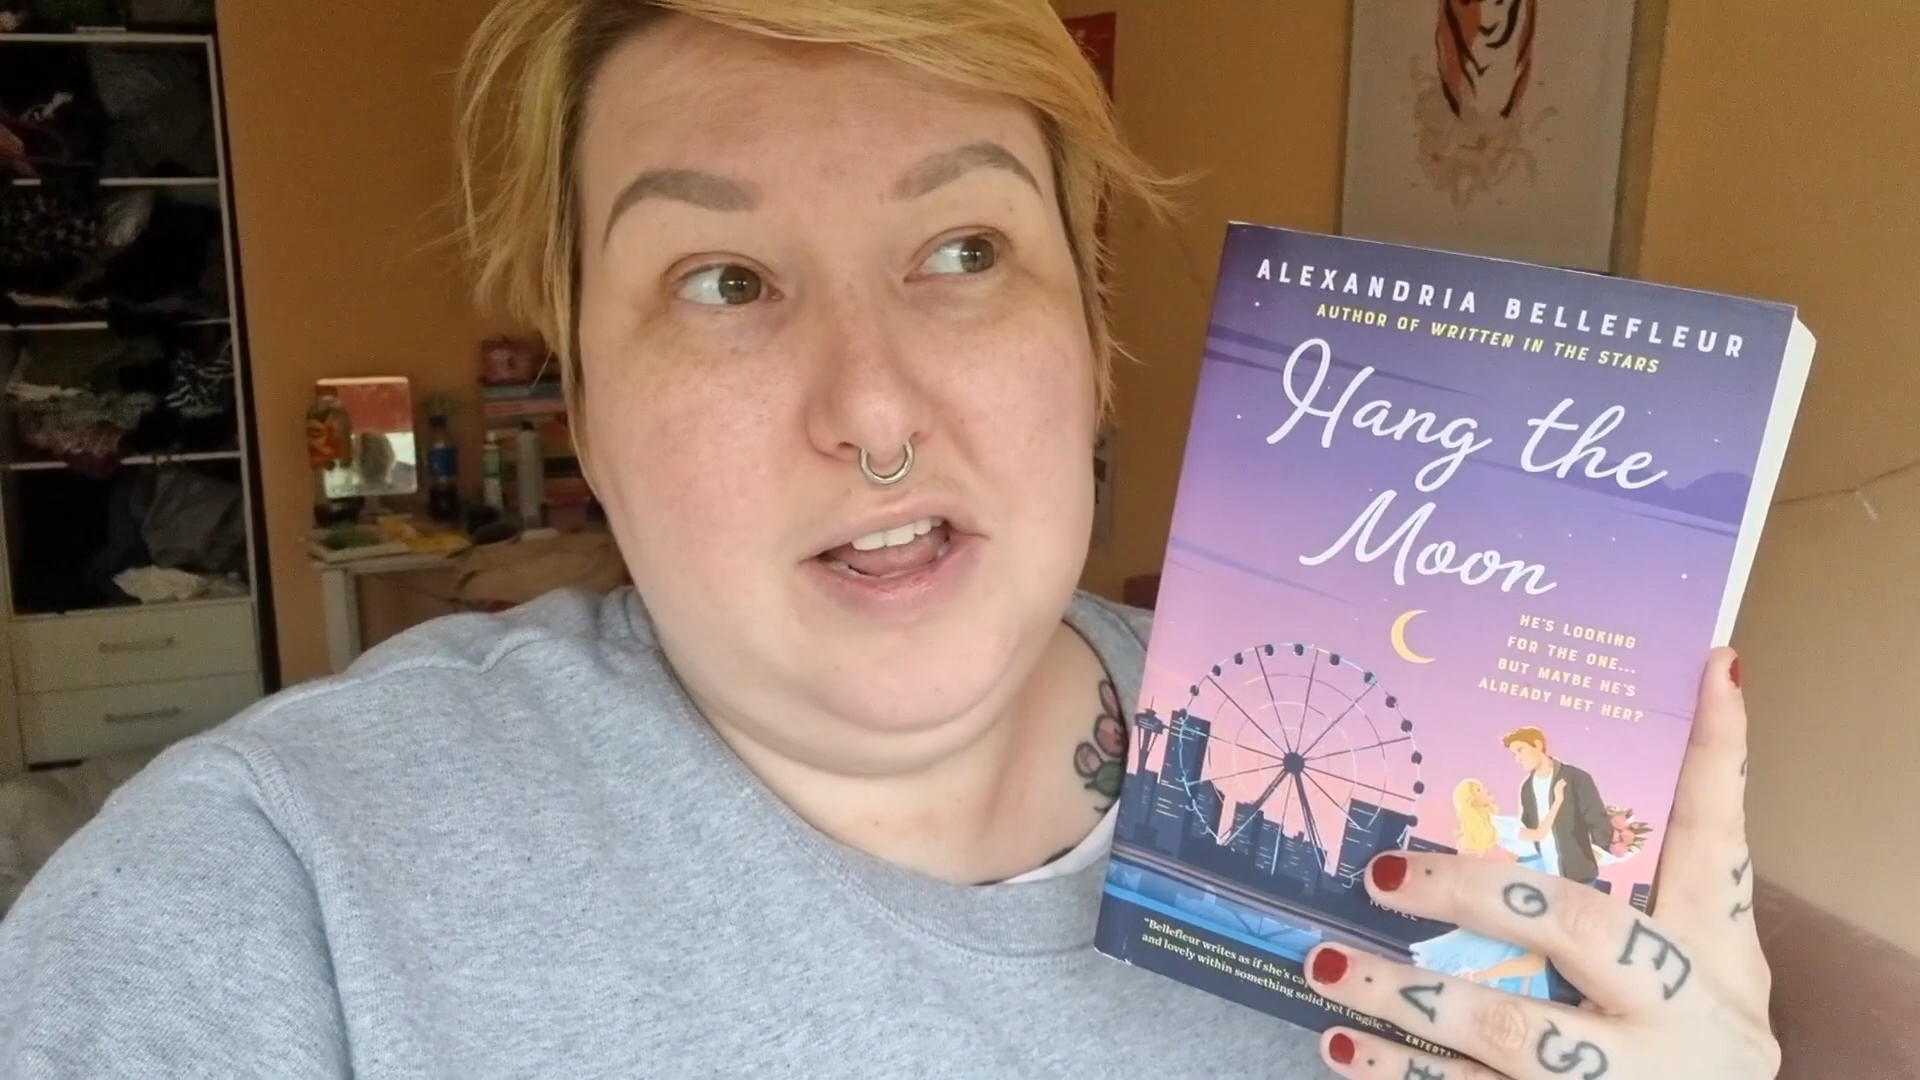 ALEXANDRIA BELLEFLEUR
AUTHOR OF WRITTEN IN THE STARS
Hang the
Moon
HE'S LOOKING
FOR THE ONE...
BUT MAYBE HE'S
ALREADY MET HER?
NOVEL
"Bellefleur writes as if she's
and lovely within something solid yet fragile."